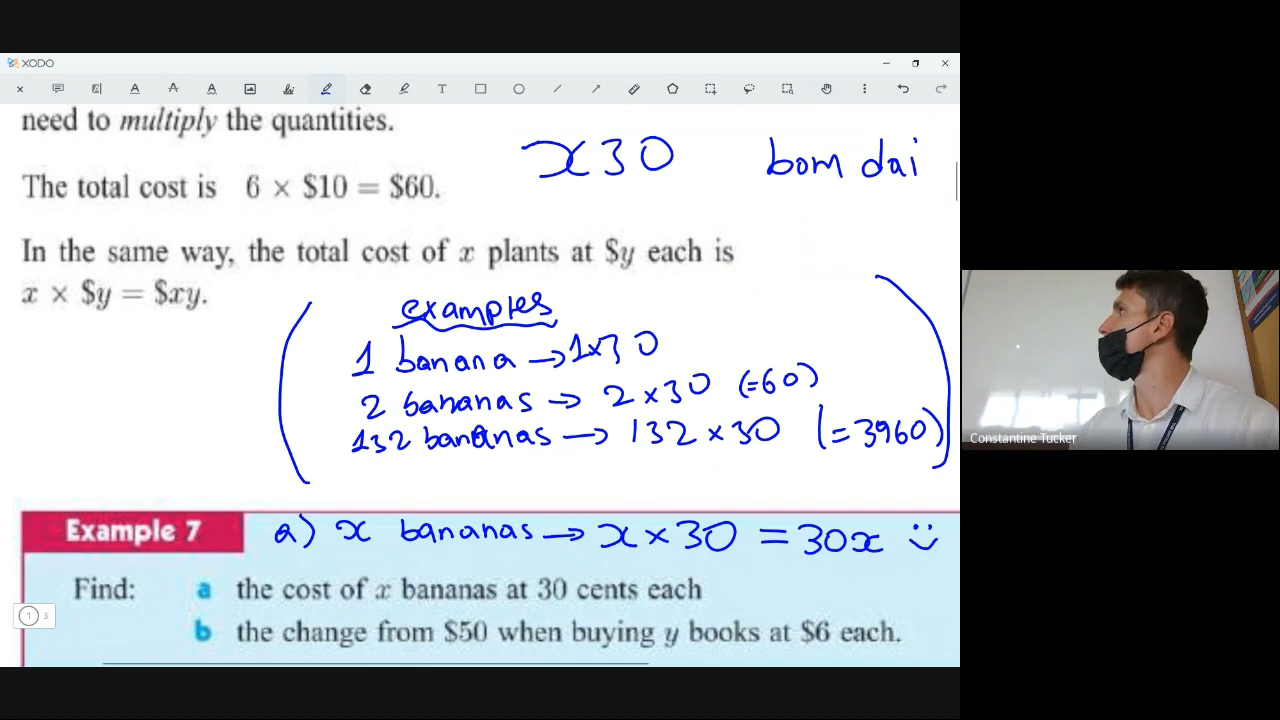 XODO
need to multiply the quantities.
x30 bom dai
The total cost is 6 × $10 = $60.
In the same way, the total cost of x plants at $y each is
x × $y = $xy.
examples
1 banana → 1×30
2 bananas → 2×30 (=60)
132 bananas → 132×30 (=3960)
Example 7
a) x bananas → x×30 = 30x
Find: a the cost of x bananas at 30 cents each
b the change from $50 when buying y books at $6 each.
1 3
Constantine Tucker